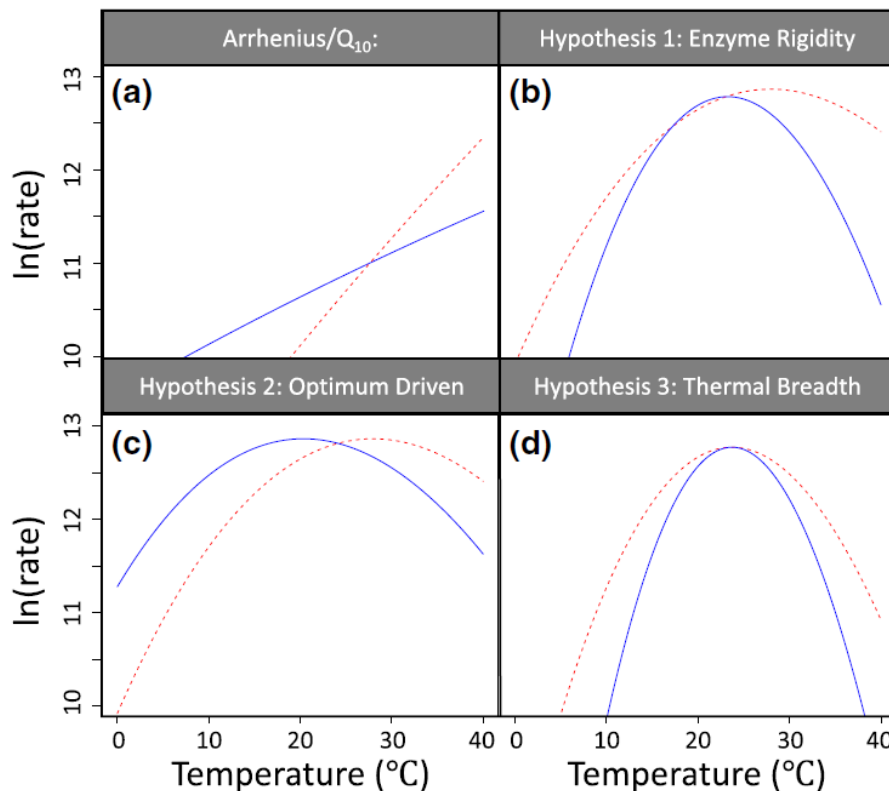 Arrhenius/Q10:
Hypothesis 1: Enzyme Rigidity
(a)
(b)
ln(rate)
13
12
11
10
Hypothesis 2: Optimum Driven
Hypothesis 3: Thermal Breadth
(c)
(d)
ln(rate)
13
12
11
10
0 10 20 30 40
0 10 20 30 40
Temperature (°C)
Temperature (°C)